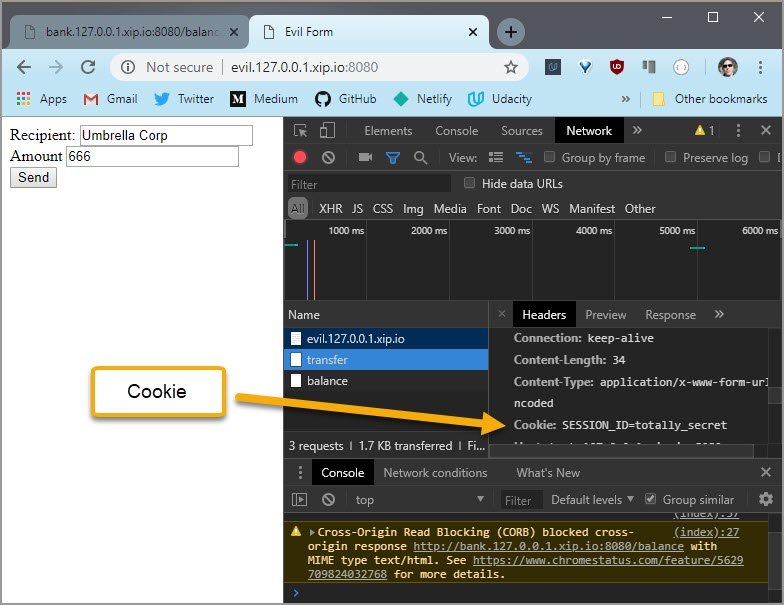 bank.127.0.0.1.xip.io:8080/balan
Evil Form
Not secure
evil.127.0.0.1.xip.io:8080
Apps
Gmail
Twitter
Medium
GitHub
Netlify
Udacity
»
Other bookmarks
Recipient: Umbrella Corp
Amount 666
Send
Elements
Console
Sources
Network
»
1
View:
Group by frame
Preserve log
Filter
Hide data URLs
All
XHR
JS
CSS
Img
Media
Font
Doc
WS
Manifest
Other
1000 ms
2000 ms
3000 ms
4000 ms
5000 ms
6000 ms
Name
evil.127.0.0.1.xip.io
transfer
balance
3 requests | 1.7 KB transferred | Fi...
Headers
Preview
Response
»
Connection: keep-alive
Content-Length: 34
Content-Type: application/x-www-form-url
ncoded
Cookie: SESSION_ID=totally_secret
Cookie
Console
Network conditions
What's New
top
Filter
Default levels
Group similar
(index):37
Cross-Origin Read Blocking (CORB) blocked cross-
(index):27
origin response http://bank.127.0.0.1.xip.io:8080/balance with
MIME type text/html. See https://www.chromestatus.com/feature/5629
709824032768 for more details.